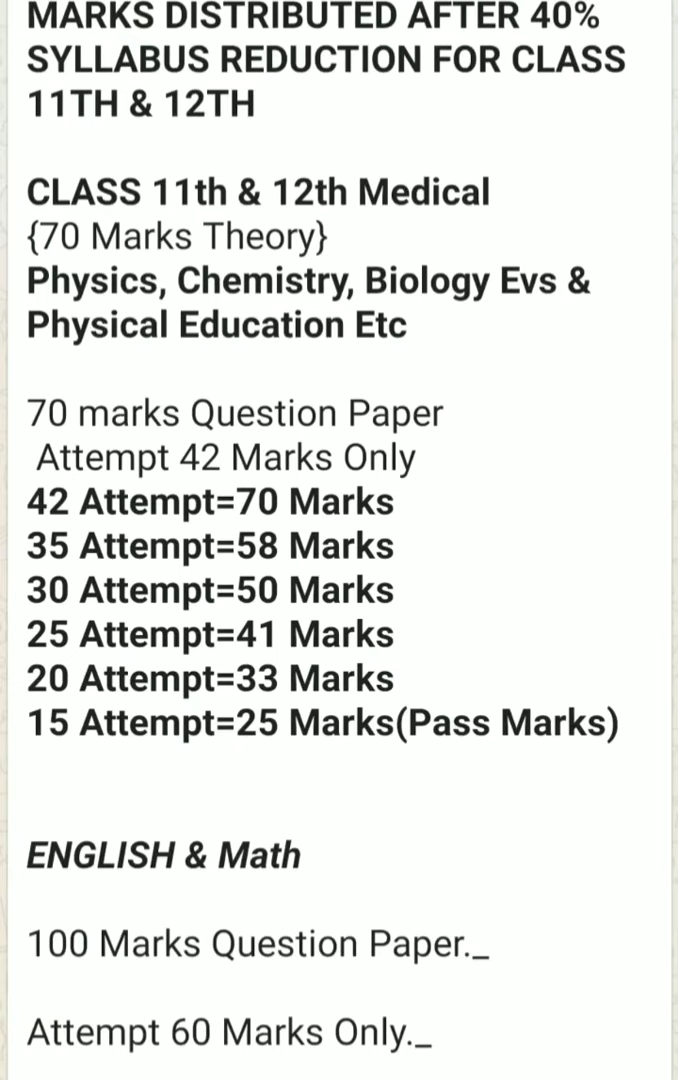 MARKS DISTRIBUTED AFTER 40%
SYLLABUS REDUCTION FOR CLASS
11TH & 12TH
CLASS 11th & 12th Medical
{70 Marks Theory}
Physics, Chemistry, Biology Evs &
Physical Education Etc
70 marks Question Paper
Attempt 42 Marks Only
42 Attempt=70 Marks
35 Attempt=58 Marks
30 Attempt=50 Marks
25 Attempt=41 Marks
20 Attempt=33 Marks
15 Attempt=25 Marks(Pass Marks)
ENGLISH & Math
100 Marks Question Paper._
Attempt 60 Marks Only._